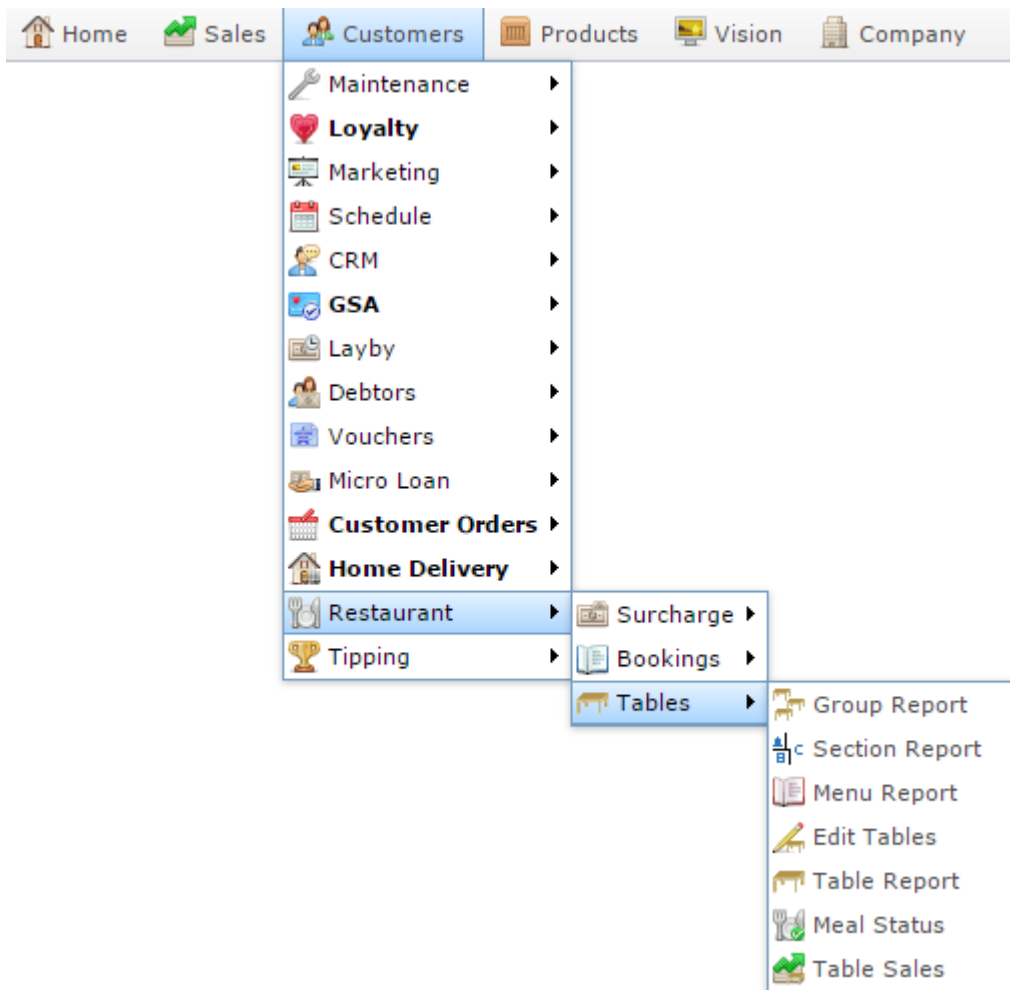 Home Sales Customers Products Vision Company
Maintenance
Loyalty
Marketing
Schedule
CRM
GSA
Layby
Debtors
Vouchers
Micro Loan
Customer Orders
Home Delivery
Restaurant
Tipping
Surcharge
Bookings
Tables
Group Report
Section Report
Menu Report
Edit Tables
Table Report
Meal Status
Table Sales